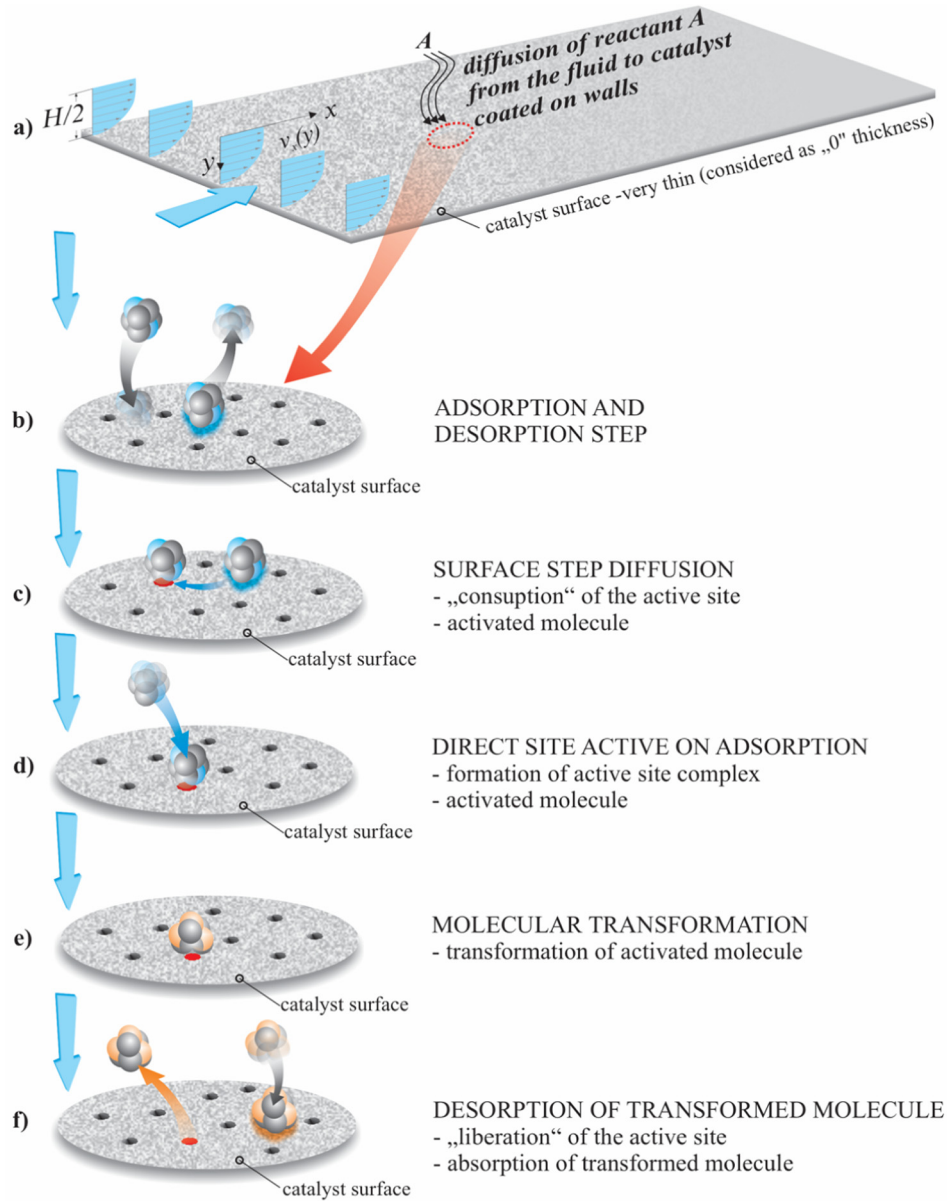 a)
H/2
x
v_x(y)
y
A
diffusion of reactant A
from the fluid to catalyst
coated on walls
catalyst surface -very thin (considered as „0" thickness)
b)
ADSORPTION AND
DESORPTION STEP
catalyst surface
c)
SURFACE STEP DIFFUSION
- „consuption“ of the active site
- activated molecule
catalyst surface
d)
DIRECT SITE ACTIVE ON ADSORPTION
- formation of active site complex
- activated molecule
catalyst surface
e)
MOLECULAR TRANSFORMATION
- transformation of activated molecule
catalyst surface
f)
DESORPTION OF TRANSFORMED MOLECULE
- „liberation“ of the active site
- absorption of transformed molecule
catalyst surface